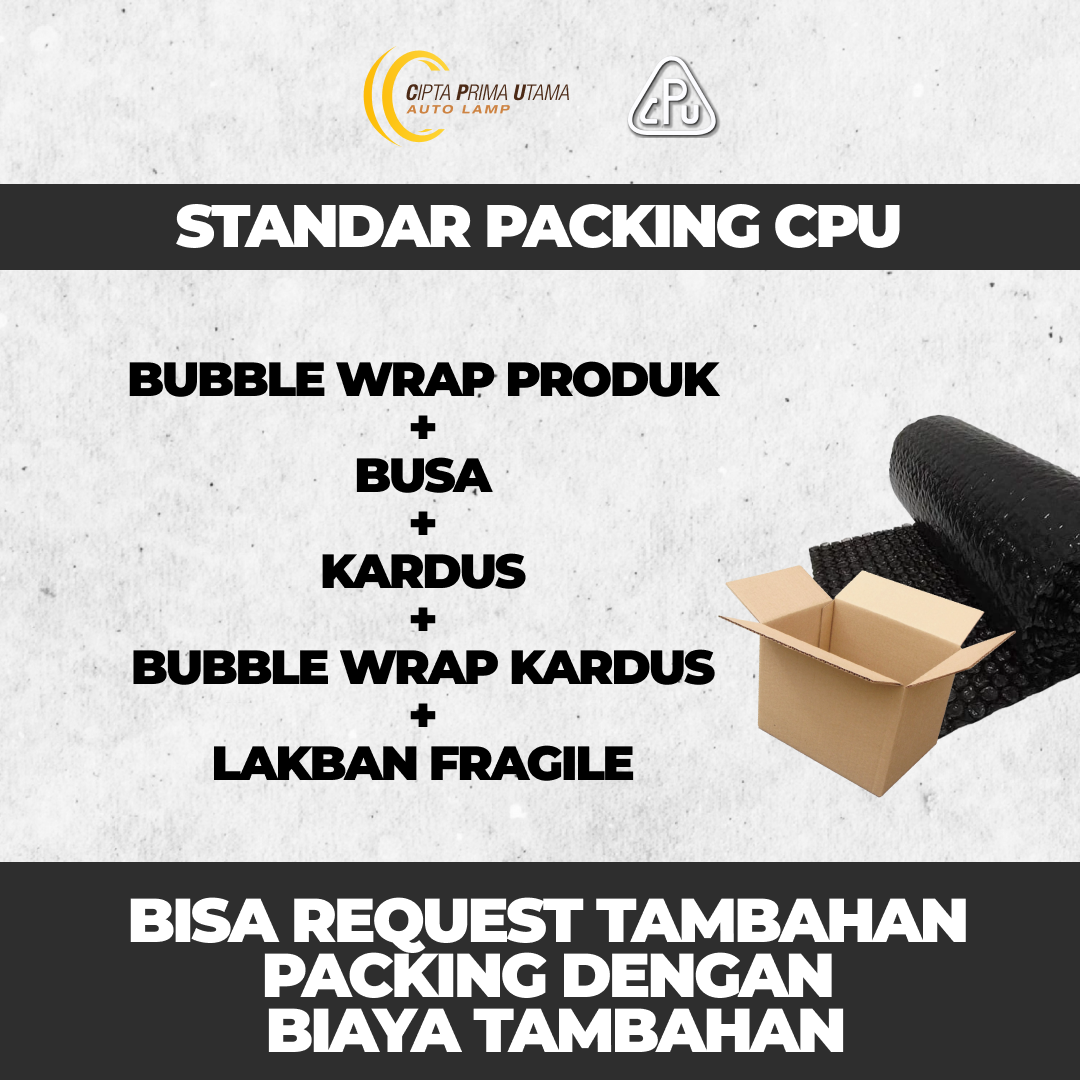 CIPTA PRIMA UTAMA
AUTO LAMP
CPU
STANDAR PACKING CPU
BUBBLE WRAP PRODUK
+
BUSA
+
KARDUS
+
BUBBLE WRAP KARDUS
+
LAKBAN FRAGILE
BISA REQUEST TAMBAHAN
PACKING DENGAN
BIAYA TAMBAHAN